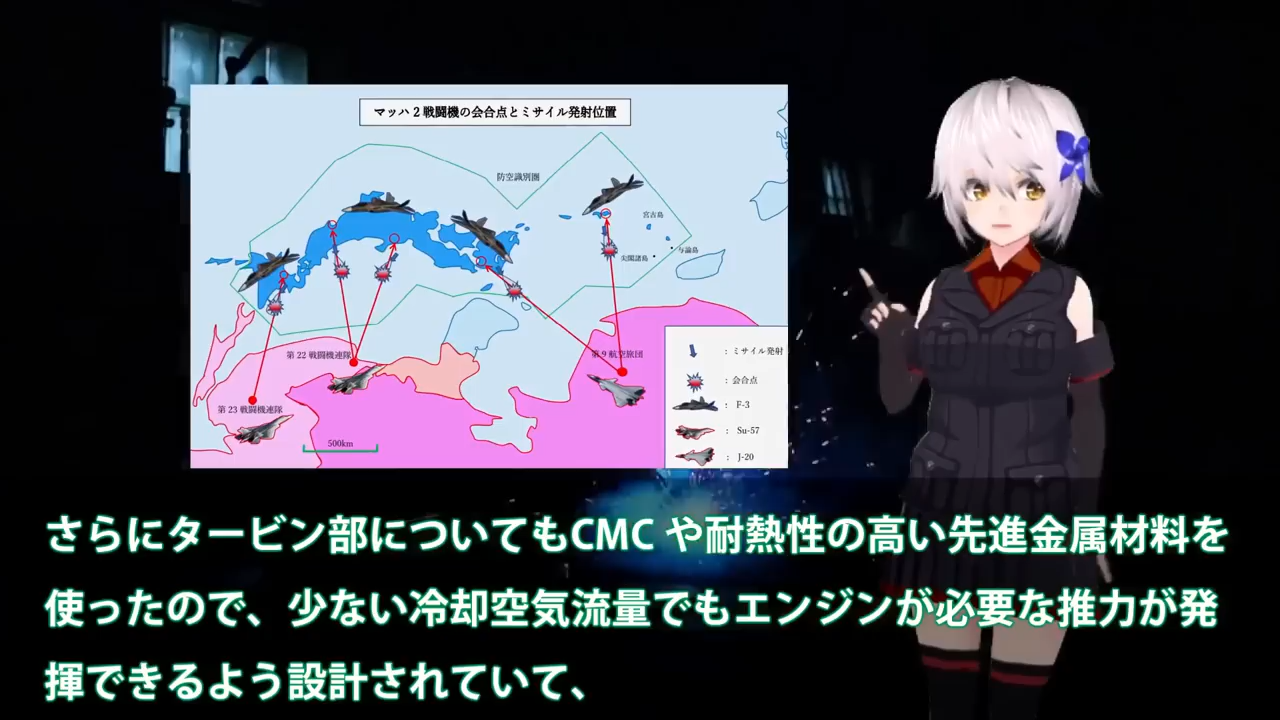 マッハ２戦闘機の会合点とミサイル発射位置
防空識別圏
宮古島
与論島
尖閣諸島
第22戦闘機連隊
第9航空旅団
第23戦闘機連隊
500km
：ミサイル発射
：会合点
： F-3
： Su-57
： J-20
さらにタービン部についてもCMCや耐熱性の高い先進金属材料を
使ったので、少ない冷却空気流量でもエンジンが必要な推力が発
揮できるよう設計されていて、